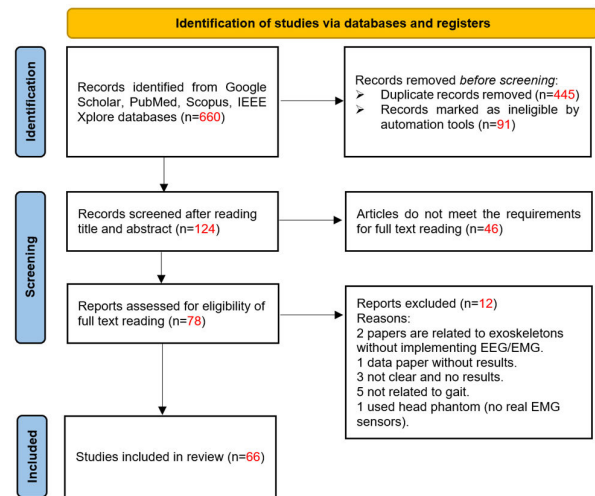 Identification of studies via databases and registers
Identification
Records identified from Google
Scholar, PubMed, Scopus, IEEE
Xplore databases (n=660)
Records removed before screening:
➢ Duplicate records removed (n=445)
➢ Records marked as ineligible by
automation tools (n=91)
Screening
Records screened after reading
title and abstract (n=124)
Articles do not meet the requirements
for full text reading (n=46)
Reports assessed for eligibility of
full text reading (n=78)
Reports excluded (n=12)
Reasons:
2 papers are related to exoskeletons
without implementing EEG/EMG.
1 data paper without results.
3 not clear and no results.
5 not related to gait.
1 used head phantom (no real EMG
sensors).
Included
Studies included in review (n=66)